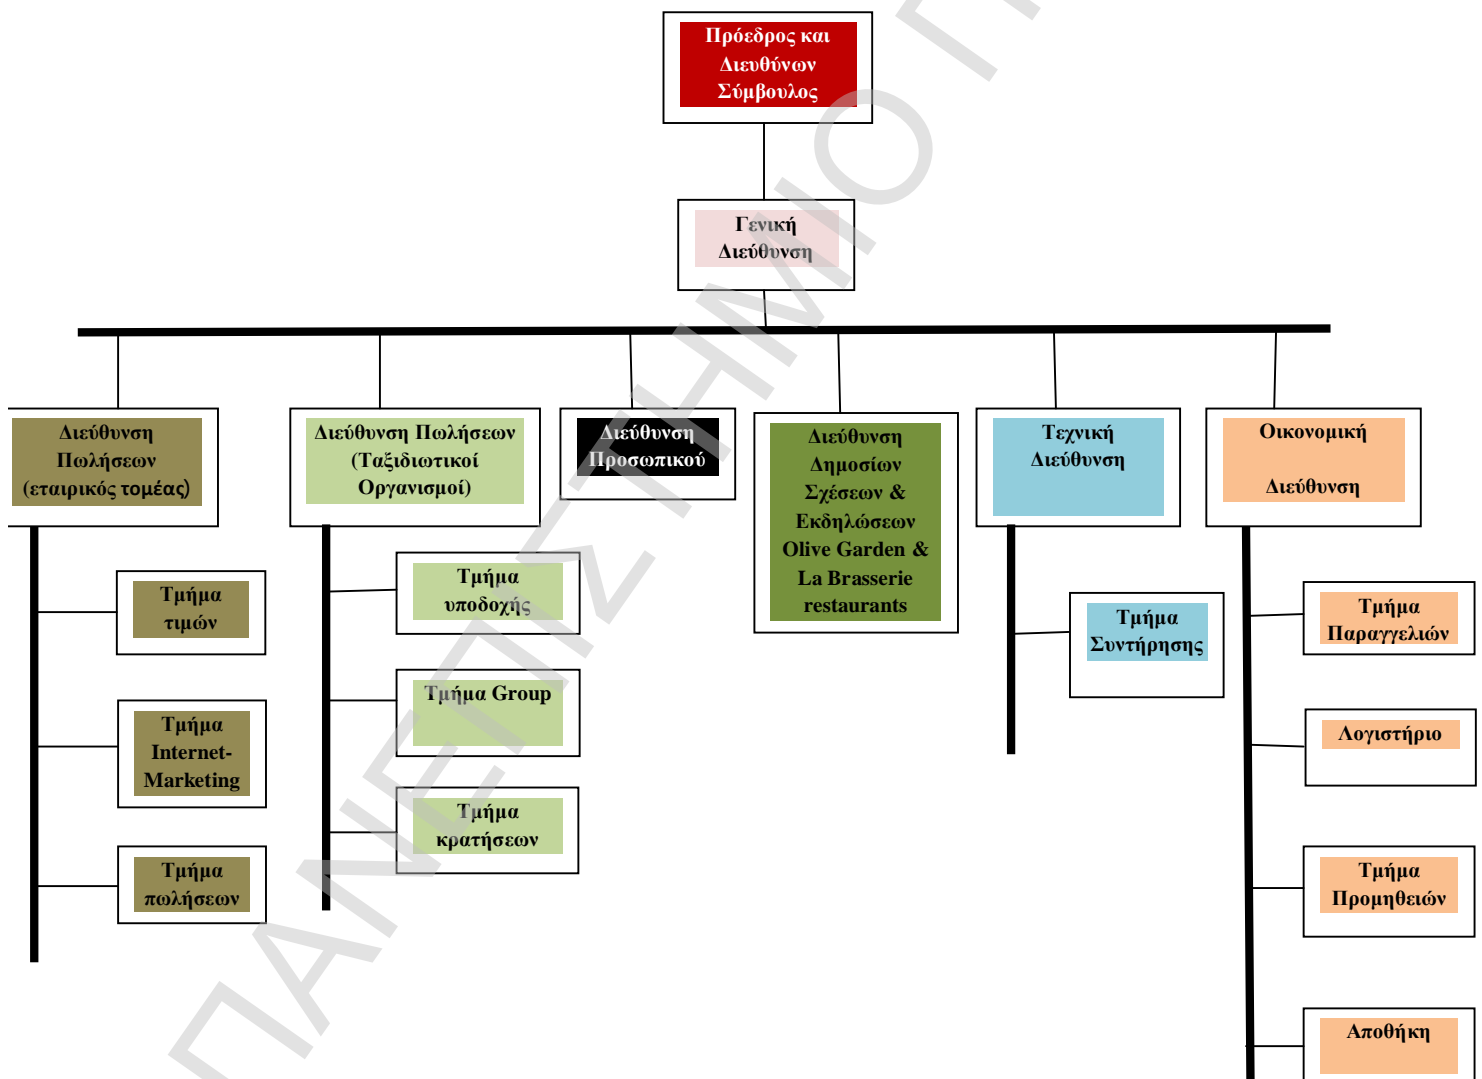 Πρόεδρος και
Διευθύνων
Σύμβουλος
Γενική
Διεύθυνση
Διεύθυνση
Πωλήσεων
(εταιρικός τομέας)
Διεύθυνση Πωλήσεων
(Ταξιδιωτικοί
Οργανισμοί)
Διεύθυνση
Προσωπικού
Διεύθυνση
Δημοσίων
Σχέσεων &
Εκδηλώσεων
Olive Garden &
La Brasserie
restaurants
Τεχνική
Διεύθυνση
Οικονομική
Διεύθυνση
Τμήμα
τιμών
Τμήμα
Internet-
Marketing
Τμήμα
πωλήσεων
Τμήμα
υποδοχής
Τμήμα Group
Τμήμα
κρατήσεων
Τμήμα
Συντήρησης
Τμήμα
Παραγγελιών
Λογιστήριο
Τμήμα
Προμηθειών
Αποθήκη
ΠΑΝΕΠΙΣΤΗΜΙΟ Π